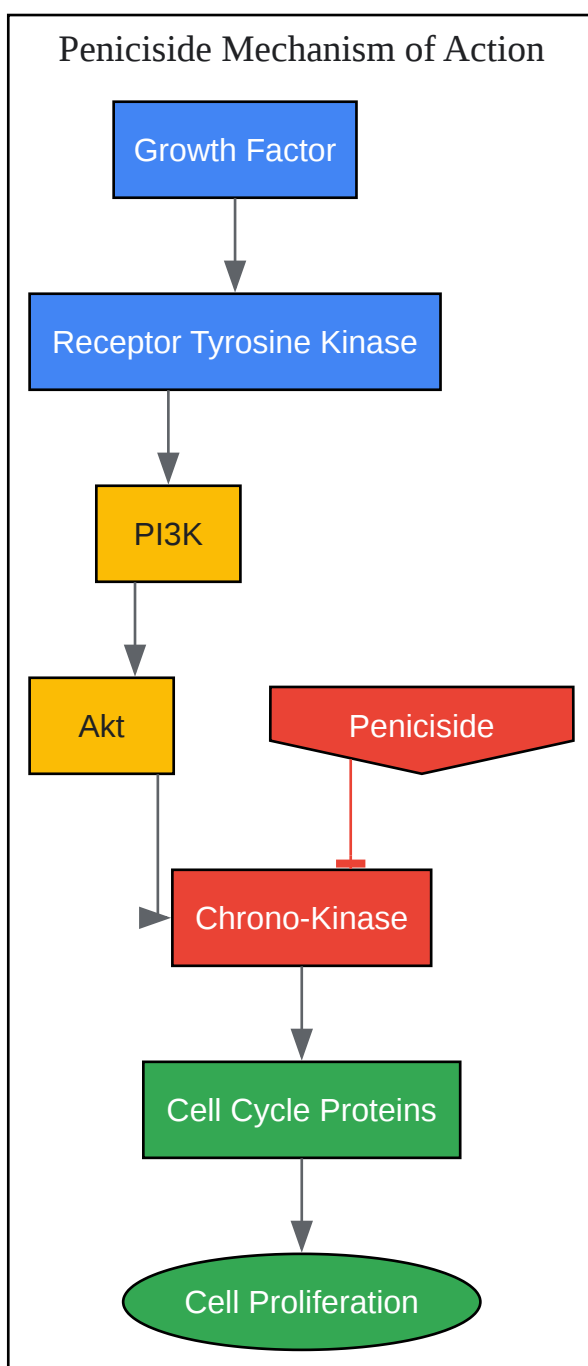 Peniciside Mechanism of Action
Growth Factor
Receptor Tyrosine Kinase
PI3K
Akt
Peniciside
Chrono-Kinase
Cell Cycle Proteins
Cell Proliferation